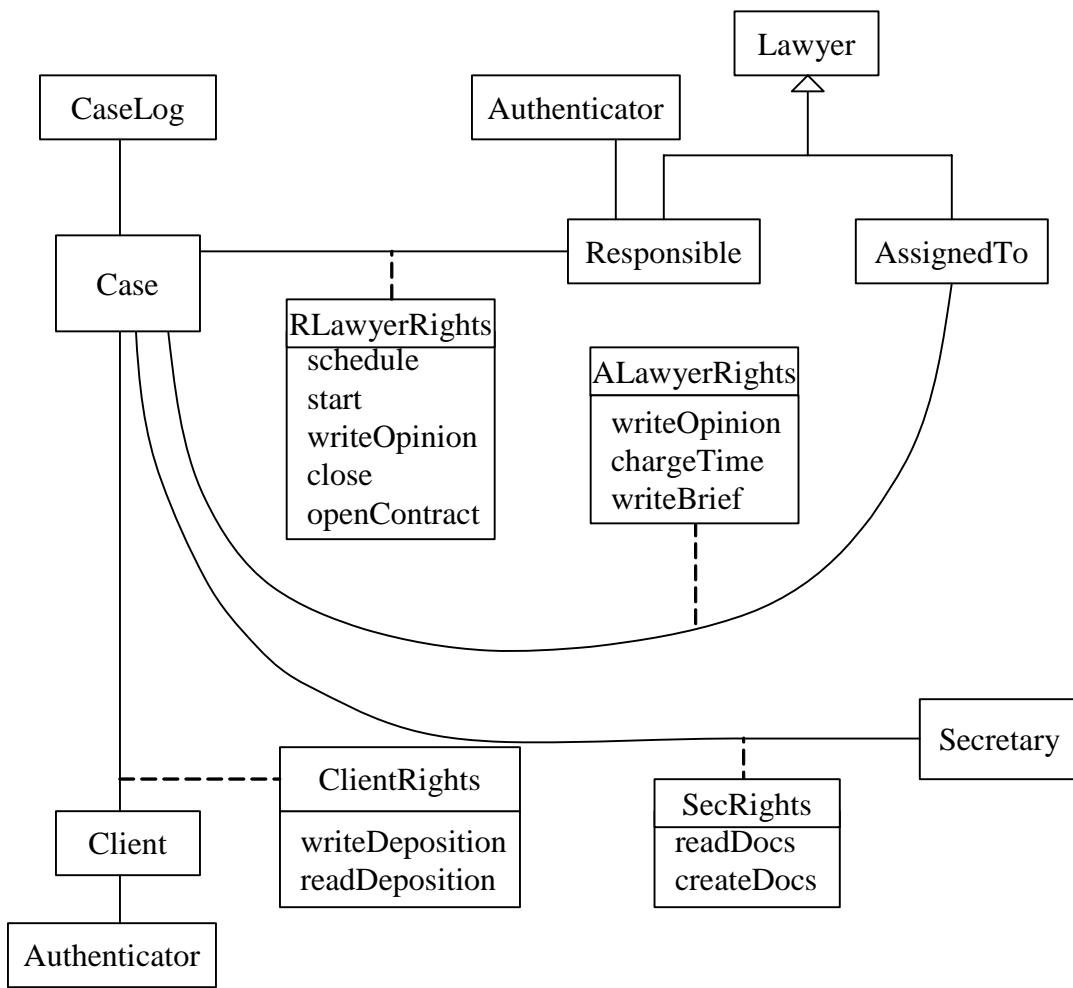 Lawyer
CaseLog
Authenticator
Case
Responsible
AssignedTo
RLawyerRights
schedule
start
writeOpinion
close
openContract
ALawyerRights
writeOpinion
chargeTime
writeBrief
Secretary
ClientRights
writeDeposition
readDeposition
SecRights
readDocs
createDocs
Client
Authenticator